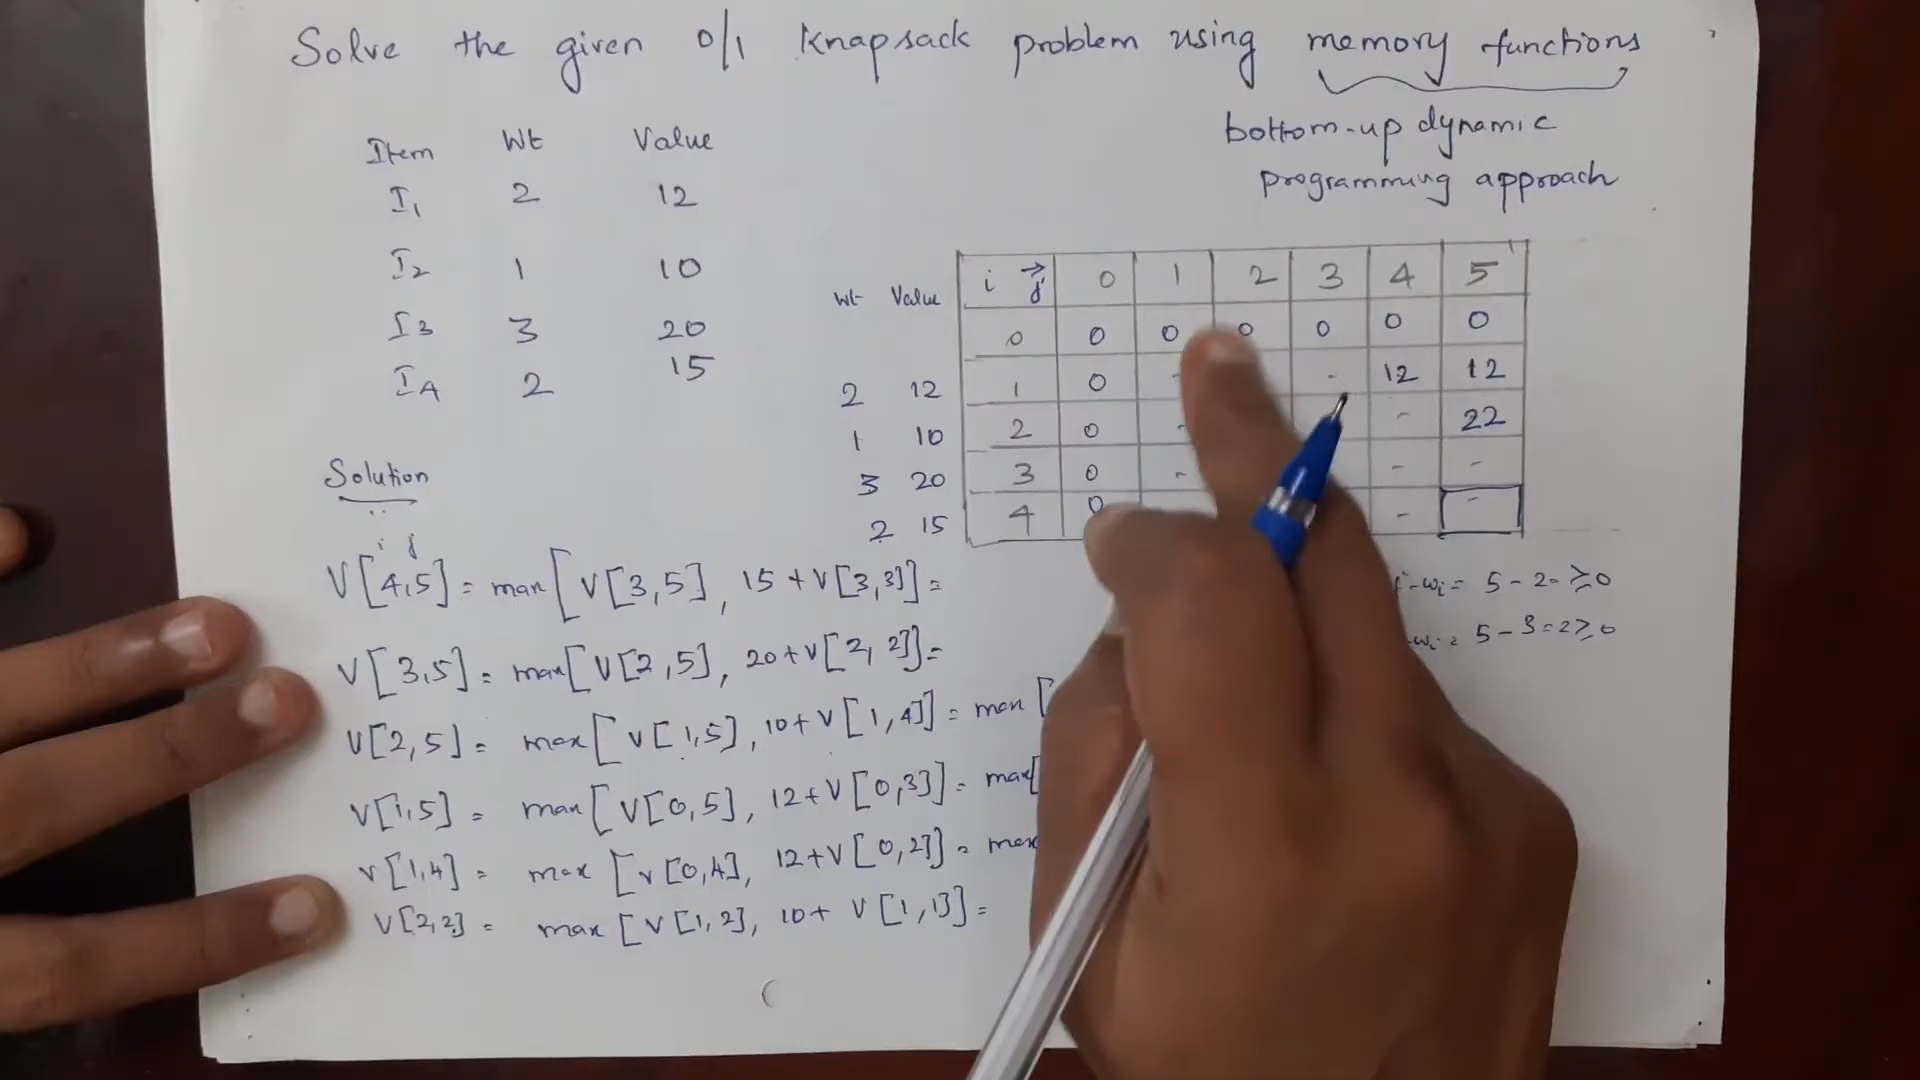 Solve the given 0/1 Knapsack problem using memory functions
bottom-up dynamic
programming approach
Item Wt Value
I1 2 12
I2 1 10
I3 3 20
I4 2 15
Wt Value i j → 0 1 2 3 4 5
0 0 0 0 0 0 0
2 12 1 0 - - 12 12
1 10 2 0 - - 22
3 20 3 0 - - -
2 15 4 0 - -
Solution
i j
V[4,5] = max[V[3,5], 15+V[3,3]] =
-wi = 5-2 ≥0
V[3,5] = max[V[2,5], 20+V[2,2]] =
-wi = 5-3=2≥0
V[2,5] = max[V[1,5], 10+V[1,4]] = max[
V[1,5] = max[V[0,5], 12+V[0,3]] = max[
V[1,4] = max[V[0,4], 12+V[0,2]] = max
V[2,2] = max[V[1,2], 10+V[1,1]] =